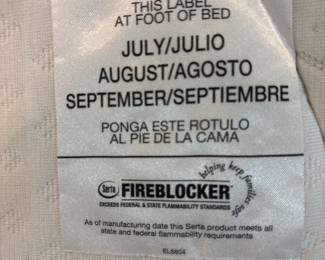 THIS LABEL
AT FOOT OF BED
JULY/JULIO
AUGUST/AGOSTO
SEPTEMBER/SEPTIEMBRE
PONGA ESTE ROTULO
AL PIE DE LA CAMA
helping keep families safe
Serta FIREBLOCKER™
EXCEEDS FEDERAL & STATE FLAMMABILITY STANDARDS
As of manufacturing date this Serta product meets all
state and federal flammability requirements